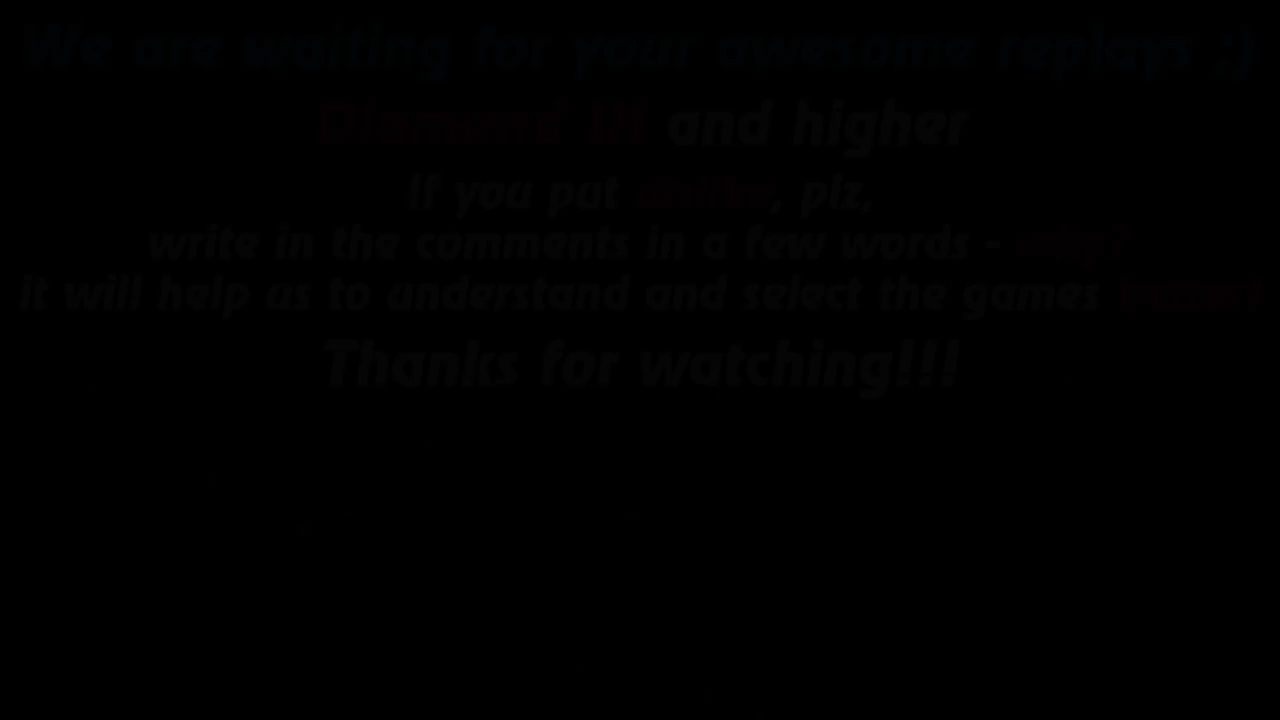 We are waiting for your awesome replays ;)
Diamond III and higher
If you put dislike, plz,
write in the comments in a few words - why?
It will help us to understand and select the games better!
Thanks for watching!!!